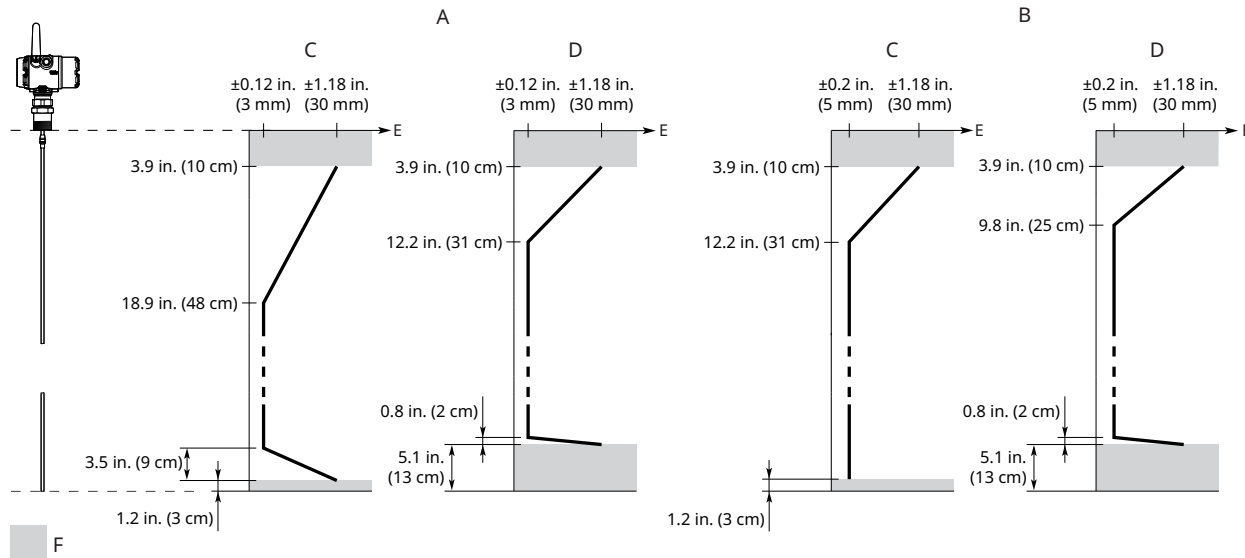 A
B
C
D
C
D
±0.12 in.
(3 mm)
±1.18 in.
(30 mm)
±0.12 in.
(3 mm)
±1.18 in.
(30 mm)
±0.2 in.
(5 mm)
±1.18 in.
(30 mm)
±0.2 in.
(5 mm)
±1.18 in.
(30 mm)
E
E
E
3.9 in. (10 cm)
3.9 in. (10 cm)
3.9 in. (10 cm)
3.9 in. (10 cm)
12.2 in. (31 cm)
12.2 in. (31 cm)
9.8 in. (25 cm)
18.9 in. (48 cm)
0.8 in. (2 cm)
0.8 in. (2 cm)
3.5 in. (9 cm)
5.1 in.
(13 cm)
5.1 in.
(13 cm)
1.2 in. (3 cm)
1.2 in. (3 cm)
F